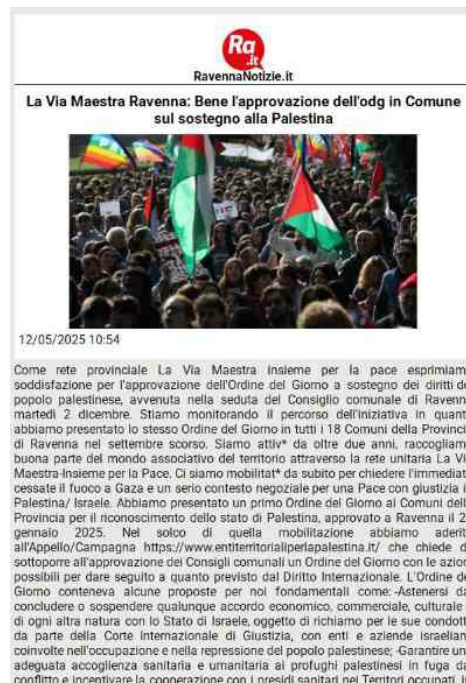 Ra
.it
RavennaNotizie.it
La Via Maestra Ravenna: Bene l'approvazione dell'odg in Comune
sul sostegno alla Palestina
12/05/2025 10:54
Come rete provinciale La Via Maestra insieme per la pace esprimiam
soddisfazione per l'approvazione dell'Ordine del Giorno a sostegno dei diritti de
popolo palestinese, avvenuta nella seduta del Consiglio comunale di Ravenn
martedì 2 dicembre. Stiamo monitorando il percorso dell'iniziativa in quant
abbiamo presentato lo stesso Ordine del Giorno in tutti i 18 Comuni della Provinci
di Ravenna nel settembre scorso. Siamo attiv* da oltre due anni, raccogliam
buona parte del mondo associativo del territorio attraverso la rete unitaria La Vi
Maestra-Insieme per la Pace. Ci siamo mobilitat* da subito per chiedere l'immediat
cessate il fuoco a Gaza e un serio contesto negoziale per una Pace con giustizia i
Palestina/ Israele. Abbiamo presentato un primo Ordine del Giorno ai Comuni dell
Provincia per il riconoscimento dello stato di Palestina, approvato a Ravenna il 2
gennaio 2025. Nel solco di quella mobilitazione abbiamo aderit
all'Appello/Campagna https://www.entiterritorialiperlapalestina.it/ che chiede d
sottoporre all'approvazione dei Consigli comunali un Ordine del Giorno con le azion
possibili per dare seguito a quanto previsto dal Diritto Internazionale. L'Ordine de
Giorno conteneva alcune proposte per noi fondamentali come: -Astenersi da
concludere o sospendere qualunque accordo economico, commerciale, culturale
di ogni altra natura con lo Stato di Israele, oggetto di richiamo per le sue condott
da parte della Corte Internazionale di Giustizia, con enti e aziende israelian
coinvolte nell'occupazione e nella repressione del popolo palestinese; -Garantire un
adeguata accoglienza sanitaria e umanitaria ai profughi palestinesi in fuga da
conflitto e incentivare la cooperazione con i presidi sanitari nei Territori occupati, i